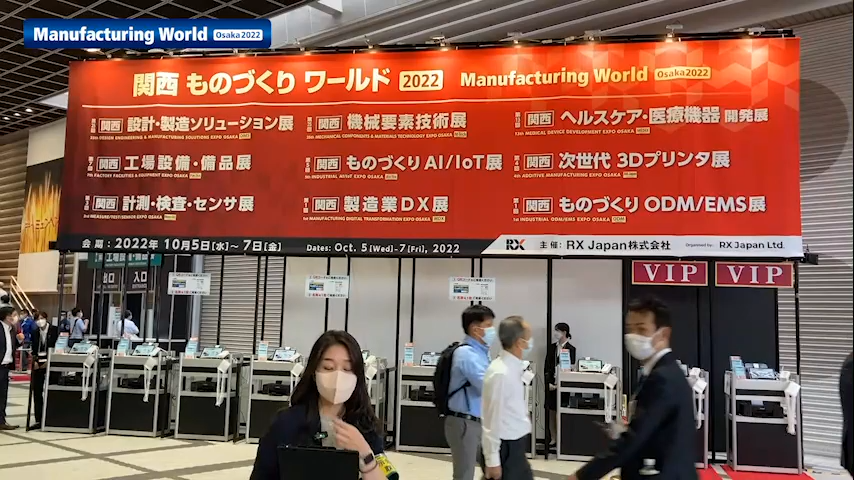 Manufacturing World Osaka2022
関西 ものづくり ワールド 2022 Manufacturing World Osaka2022
関西 設計・製造ソリューション展
関西 機械要素技術展
関西 ヘルスケア・医療機器 開発展
関西 工場設備・備品展
関西 ものづくり AI/IoT展
関西 次世代 3Dプリンタ展
関西 計測・検査・センサ展
関西 製造業DX展
関西 ものづくり ODM/EMS展
会期：2022年 10月5日[水]～7日[金] Dates: Oct. 5 [Wed]-7 [Fri], 2022
RX 主催：RX Japan株式会社 Organised by: RX Japan Ltd.
VIP
VIP
出口
入口